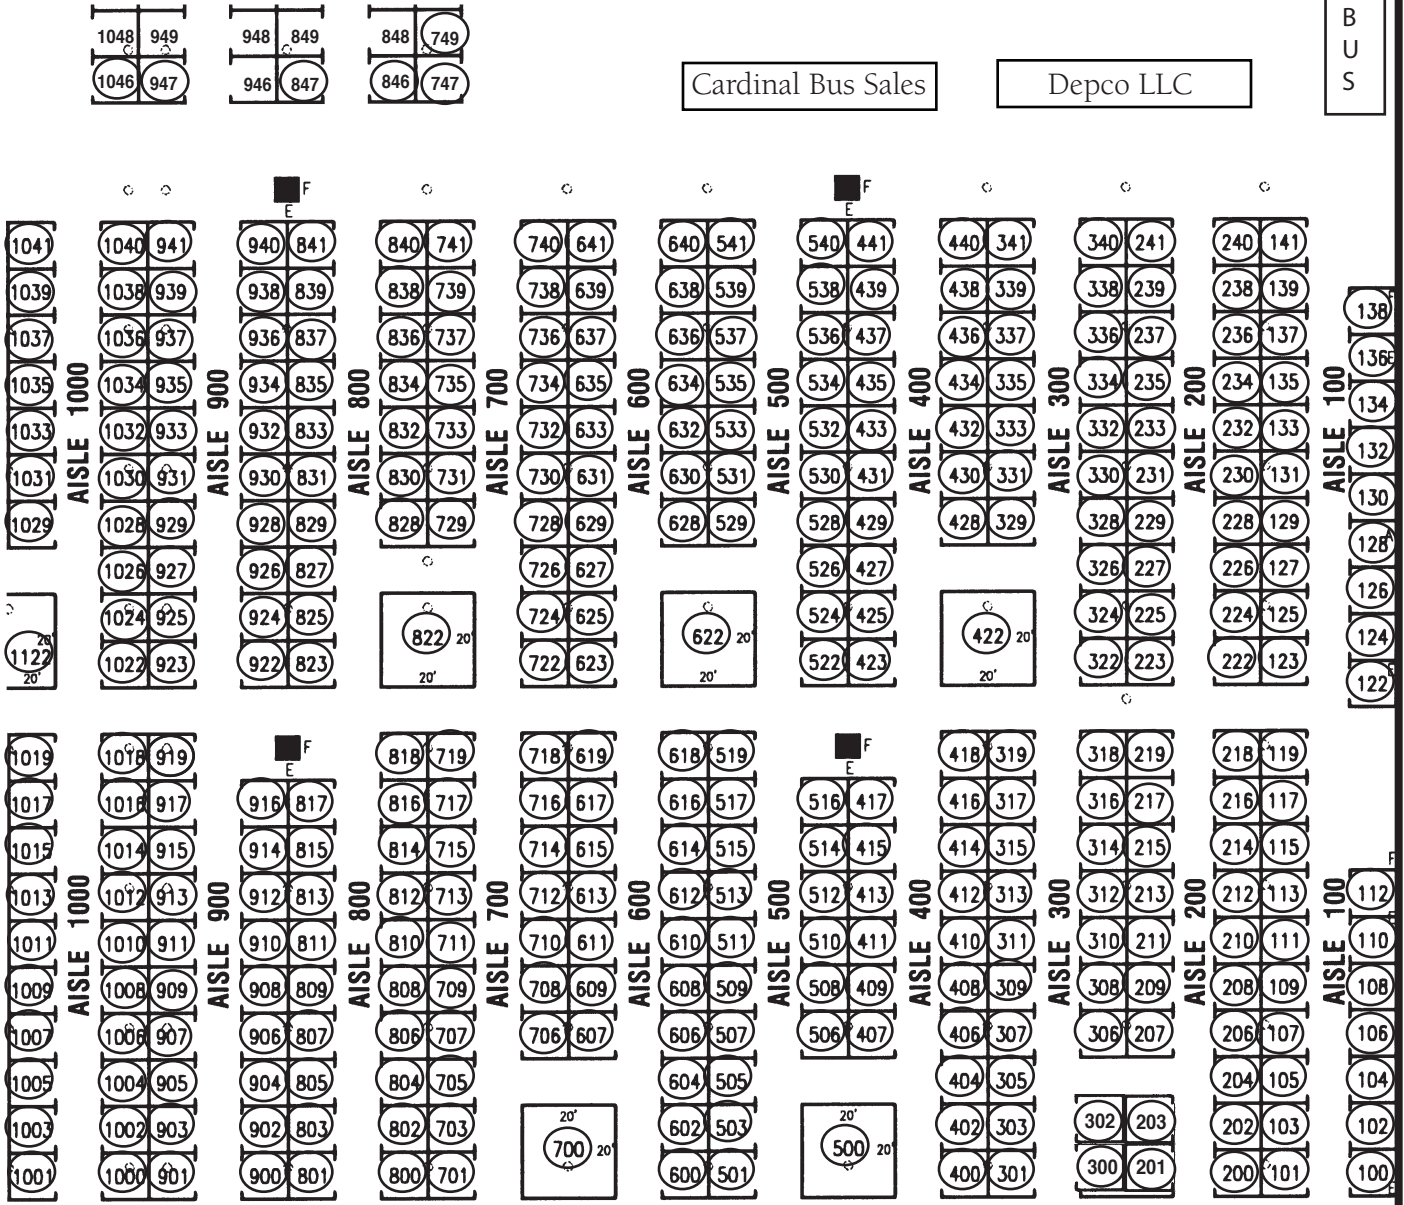 1048 949 948 849 848 749
1046 947 946 847 846 747
Cardinal Bus Sales
Depco LLC
B
U
S
F F
E E
1041 1040 941 940 841 840 741 740 641 640 541 540 441 440 341 340 241 240 141
1039 1038 939 938 839 838 739 738 639 638 539 538 439 438 339 338 239 238 139 138
1037 1036 937 936 837 836 737 736 637 636 537 536 437 436 337 336 237 236 137 136
1035 1034 935 934 835 834 735 734 635 634 535 534 435 434 335 334 235 234 135 134
AISLE 1000 AISLE 900 AISLE 800 AISLE 700 AISLE 600 AISLE 500 AISLE 400 AISLE 300 AISLE 200 AISLE 100
1033 1032 933 932 833 832 733 732 633 632 533 532 433 432 333 332 233 232 133 132
1031 1030 931 930 831 830 731 730 631 630 531 530 431 430 331 330 231 230 131 130
1029 1028 929 928 829 828 729 728 629 628 529 528 429 428 329 328 229 228 129 128
1026 927 926 827 726 627 526 427 326 227 226 127 126
1024 925 924 825 724 625 524 425 324 225 224 125 124
1122 20' 20' 822 20' 20' 622 20' 20' 422 20' 20'
1022 923 922 823 722 623 522 423 322 223 222 123 122
1019 1018 919 F E 818 719 718 619 618 519 F E 418 319 318 219 218 119
1017 1016 917 916 817 816 717 716 617 616 517 516 417 416 317 316 217 216 117
1015 1014 915 914 815 814 715 714 615 614 515 514 415 414 315 314 215 214 115
1013 1012 913 912 813 812 713 712 613 612 513 512 413 412 313 312 213 212 113 112
AISLE 1000 AISLE 900 AISLE 800 AISLE 700 AISLE 600 AISLE 500 AISLE 400 AISLE 300 AISLE 200 AISLE 100
1011 1010 911 910 811 810 711 710 611 610 511 510 411 410 311 310 211 210 111 110
1009 1008 909 908 809 808 709 708 609 608 509 508 409 408 309 308 209 208 109 108
1007 1006 907 906 807 806 707 706 607 606 507 506 407 406 307 306 207 206 107 106
1005 1004 905 904 805 804 705 604 505 404 305 204 105 104
1003 1002 903 902 803 802 703 602 503 402 303 302 203 202 103 102
20' 700 20' 20' 500 20'
1001 1000 901 900 801 800 701 600 501 400 301 300 201 200 101 100